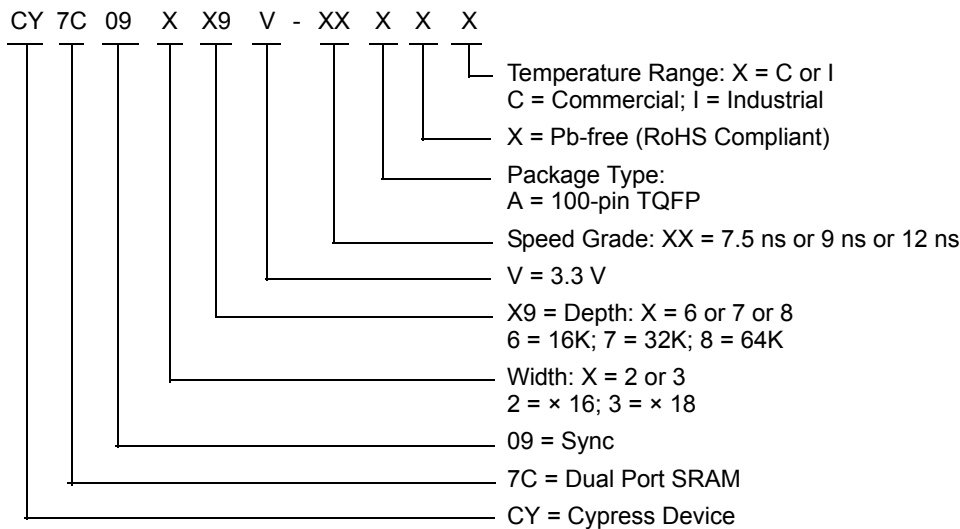 CY 7C 09 X X9 V - XX X X X
Temperature Range: X = C or I
C = Commercial; I = Industrial
X = Pb-free (RoHS Compliant)
Package Type:
A = 100-pin TQFP
Speed Grade: XX = 7.5 ns or 9 ns or 12 ns
V = 3.3 V
X9 = Depth: X = 6 or 7 or 8
6 = 16K; 7 = 32K; 8 = 64K
Width: X = 2 or 3
2 = × 16; 3 = × 18
09 = Sync
7C = Dual Port SRAM
CY = Cypress Device